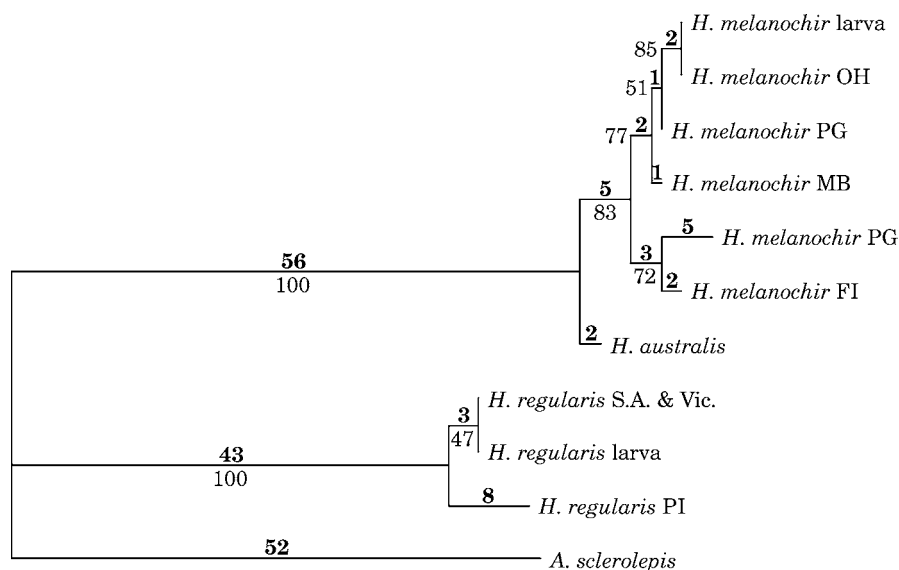 H. melanochir larva
2
85
H. melanochir OH
1
51
2
77
H. melanochir PG
1
H. melanochir MB
5
83
5
H. melanochir PG
3
72
2
H. melanochir FI
56
100
2
H. australis
H. regularis S.A. & Vic.
3
47
H. regularis larva
43
100
8
H. regularis PI
52
A. sclerolepis